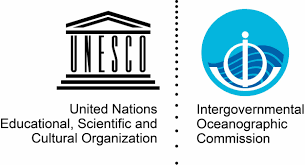 UNESCO
United Nations
Educational, Scientific and
Cultural Organization
Intergovernmental
Oceanographic
Commission